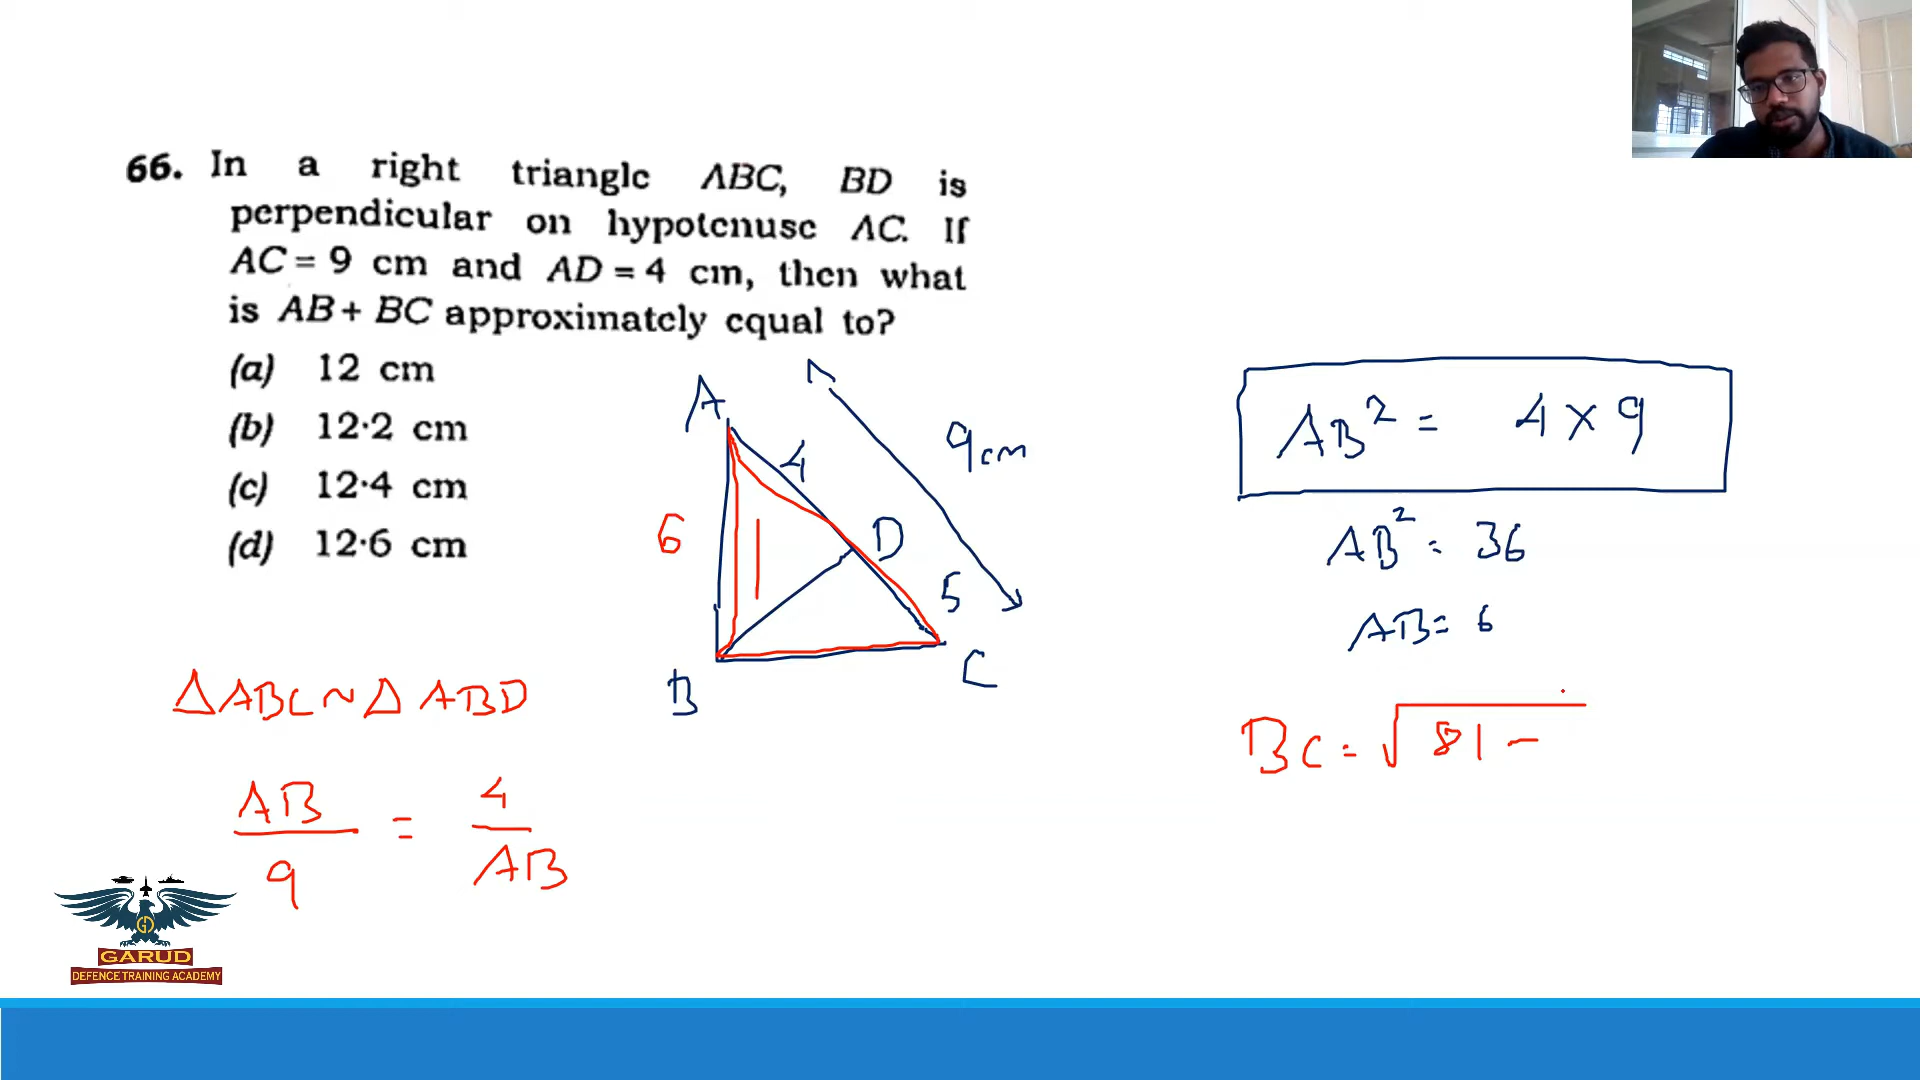 66. In a right triangle ABC, BD is
perpendicular on hypotenuse AC. If
AC = 9 cm and AD = 4 cm, then what
is AB + BC approximately equal to?
(a) 12 cm
(b) 12·2 cm
(c) 12·4 cm
(d) 12·6 cm
A
4
9cm
6
D
5
B
C
AB² = 4 × 9
AB² = 36
AB = 6
BC = √81 −
△ABC ~ △ABD
AB/9 = 4/AB
GARUD
DEFENCE TRAINING ACADEMY